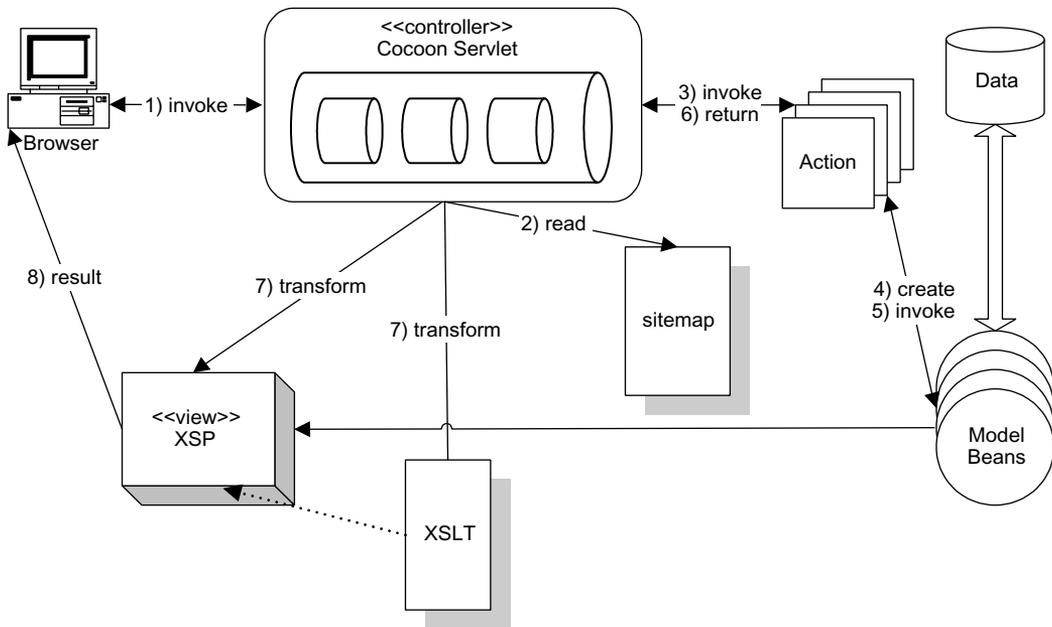 <<controller>>
Cocoon Servlet
Data
1) invoke
3) invoke
6) return
Browser
Action
2) read
8) result
7) transform
4) create
5) invoke
sitemap
7) transform
<<view>>
XSP
Model
Beans
XSLT